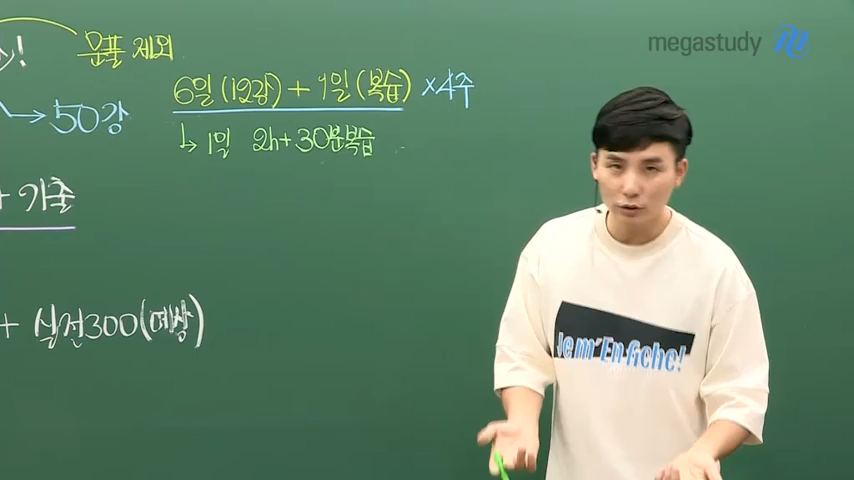 megastudy
문풀 제외
6일(12강)+1일(복습) ×4주
→ 50강
↳ 1일 2h+30분복습
+ 기출
+ 실전300(예상)
Je m'En fiche!